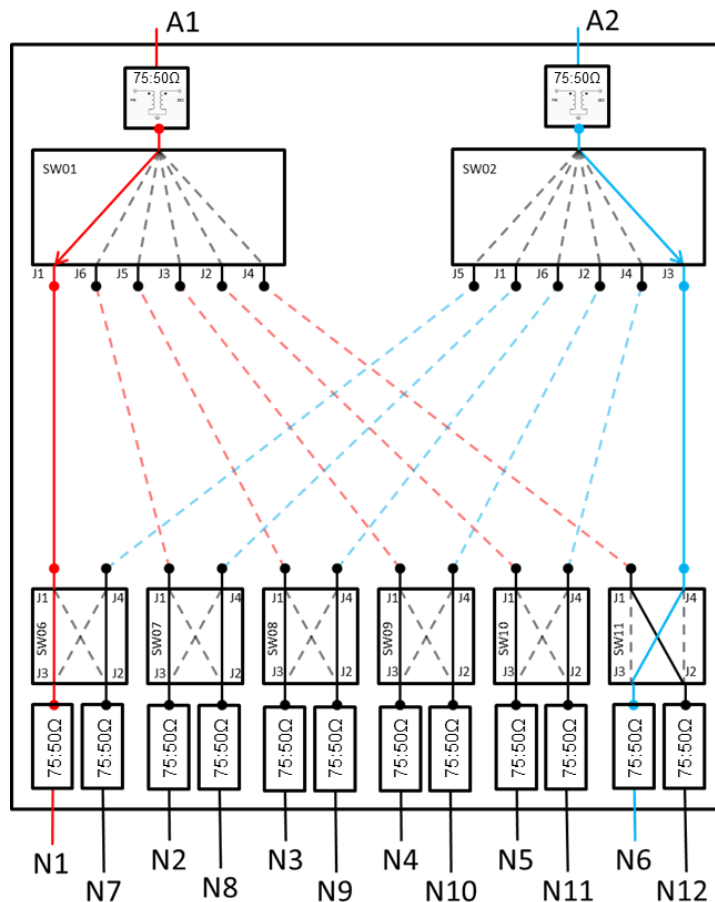 A1 A2
75:50Ω 75:50Ω
SW01 SW02
J1 J6 J5 J3 J2 J4 J5 J1 J6 J2 J4 J3
J1 J4 J1 J4 J1 J4 J1 J4 J1 J4 J1 J4
SW06 SW07 SW08 SW09 SW10 SW11
J3 J2 J3 J2 J3 J2 J3 J2 J3 J2 J3 J2
75:50Ω 75:50Ω 75:50Ω 75:50Ω 75:50Ω 75:50Ω 75:50Ω 75:50Ω 75:50Ω 75:50Ω 75:50Ω 75:50Ω
N1 N2 N3 N4 N5 N6
N7 N8 N9 N10 N11 N12